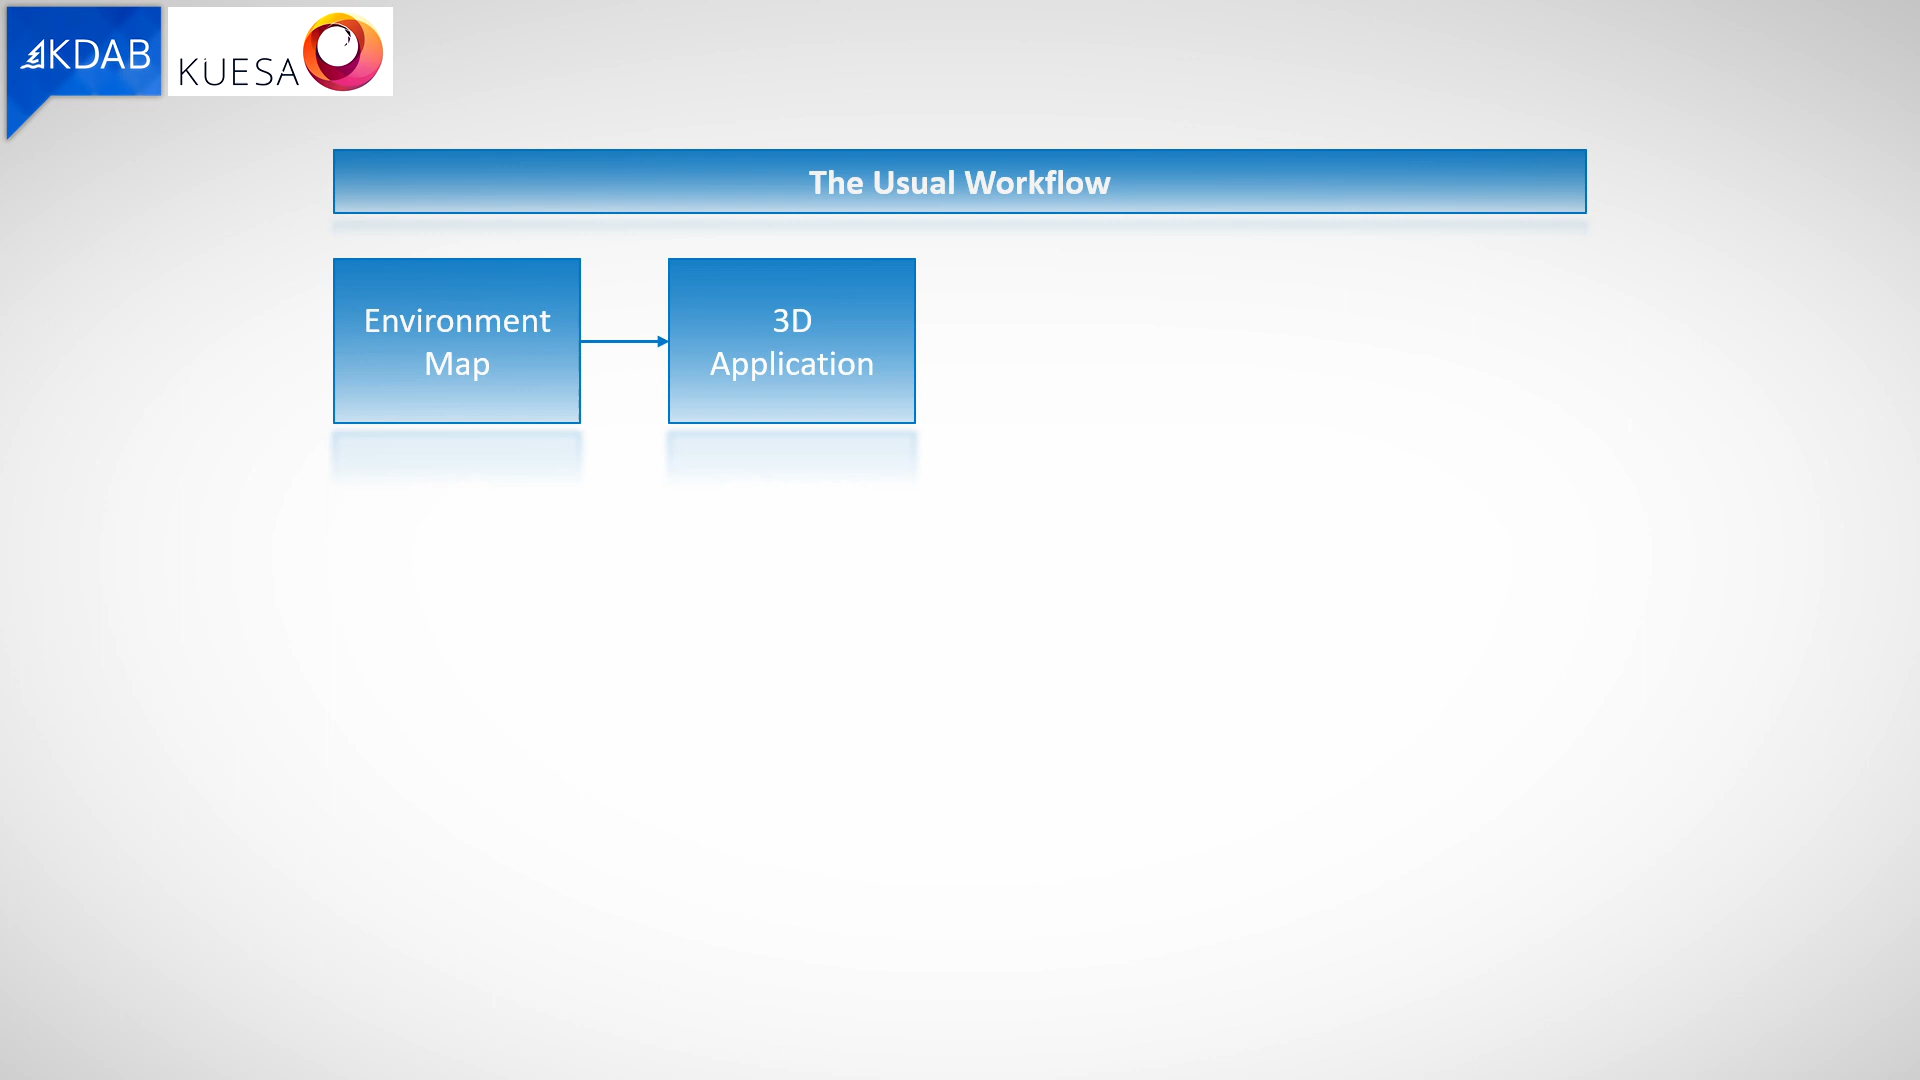 KDAB
KUESA
The Usual Workflow
Environment
Map
3D
Application